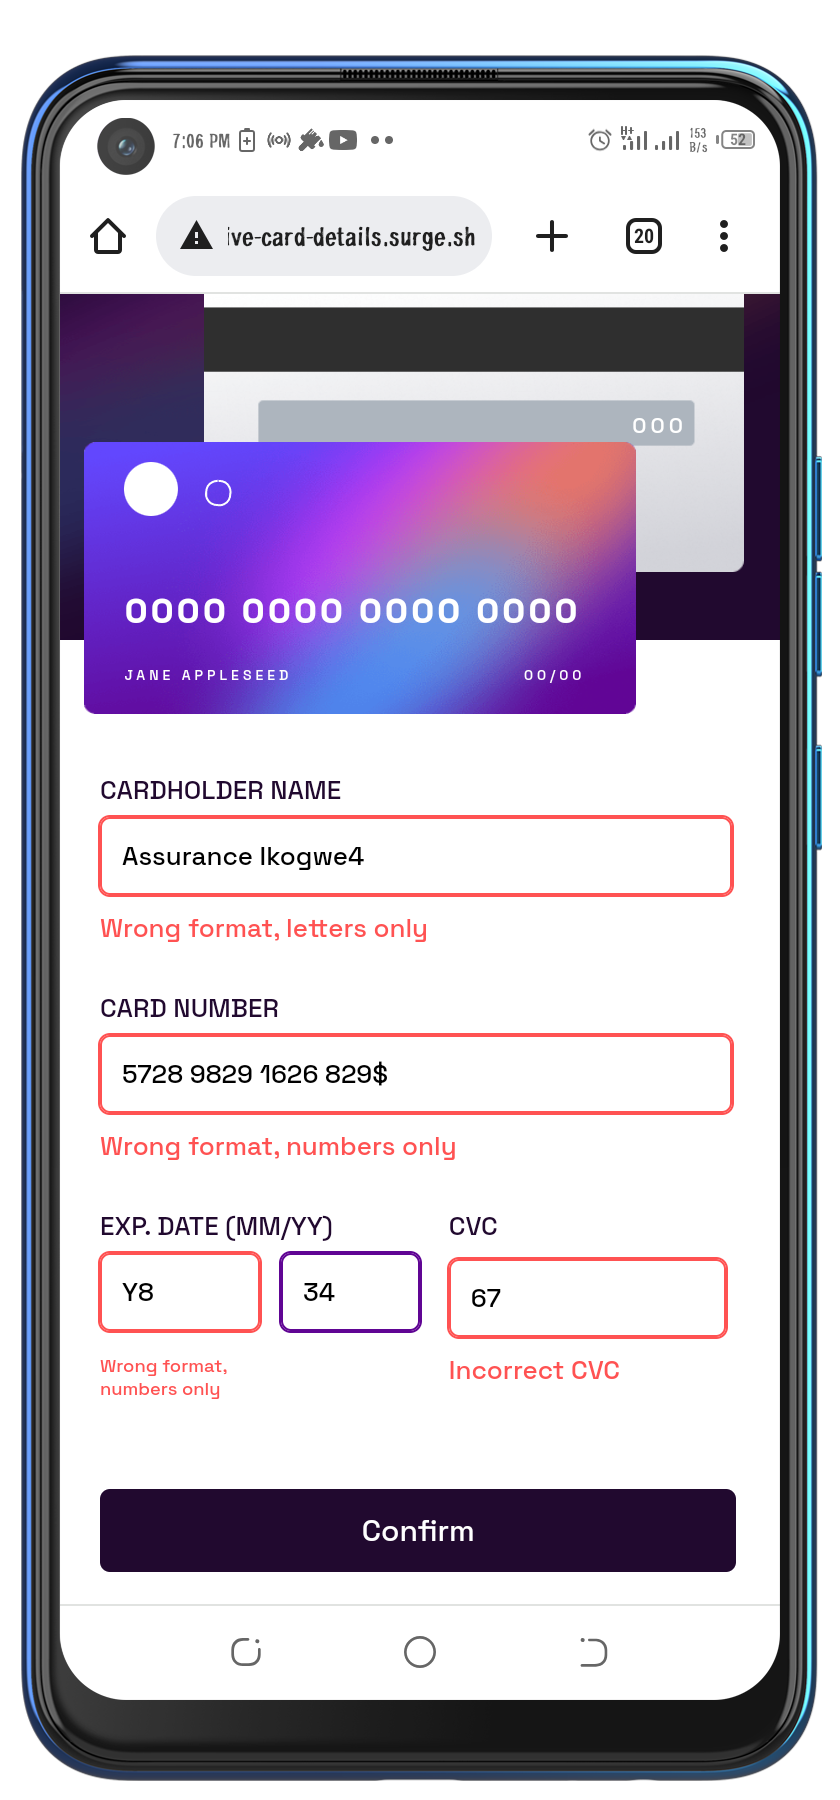 7:06 PM
H+
153
B/s
52
ive-card-details.surge.sh
20
000
0000 0000 0000 0000
JANE APPLESEED
00/00
CARDHOLDER NAME
Assurance Ikogwe4
Wrong format, letters only
CARD NUMBER
5728 9829 1626 829$
Wrong format, numbers only
EXP. DATE (MM/YY)
CVC
Y8
34
67
Wrong format,
numbers only
Incorrect CVC
Confirm